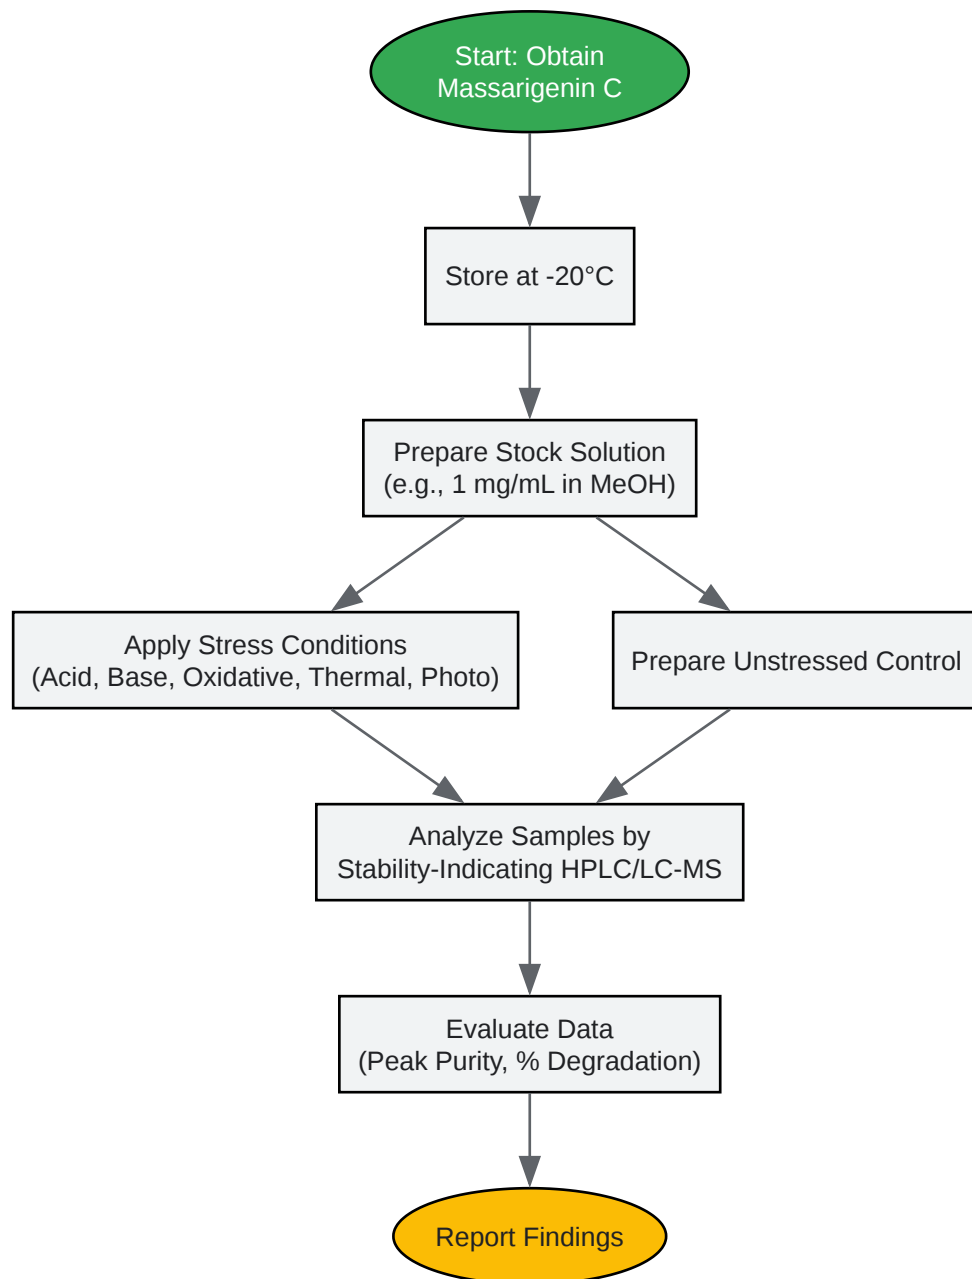 Start: Obtain
Massarigenin C
Store at -20°C
Prepare Stock Solution
(e.g., 1 mg/mL in MeOH)
Apply Stress Conditions
(Acid, Base, Oxidative, Thermal, Photo)
Prepare Unstressed Control
Analyze Samples by
Stability-Indicating HPLC/LC-MS
Evaluate Data
(Peak Purity, % Degradation)
Report Findings